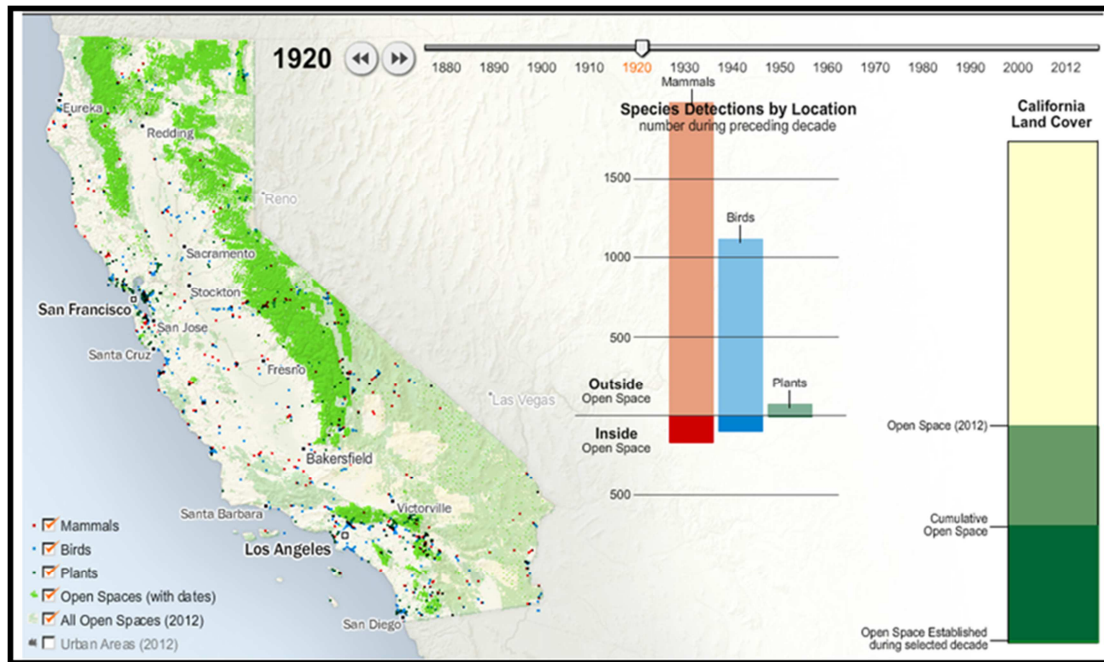 1920
1880 1890 1900 1910 1920 1930 1940 1950 1960 1970 1980 1990 2000 2012
Mammals
Species Detections by Location
number during preceding decade
1500
Birds
1000
500
Plants
Outside
Open Space
Inside
Open Space
500
California
Land Cover
Open Space (2012)
Cumulative
Open Space
Open Space Established
during selected decade
Eureka
Redding
Reno
Sacramento
Stockton
San Francisco
San Jose
Santa Cruz
Fresno
Las Vegas
Bakersfield
Santa Barbara
Victorville
Los Angeles
San Diego
Mammals
Birds
Plants
Open Spaces (with dates)
All Open Spaces (2012)
Urban Areas (2012)